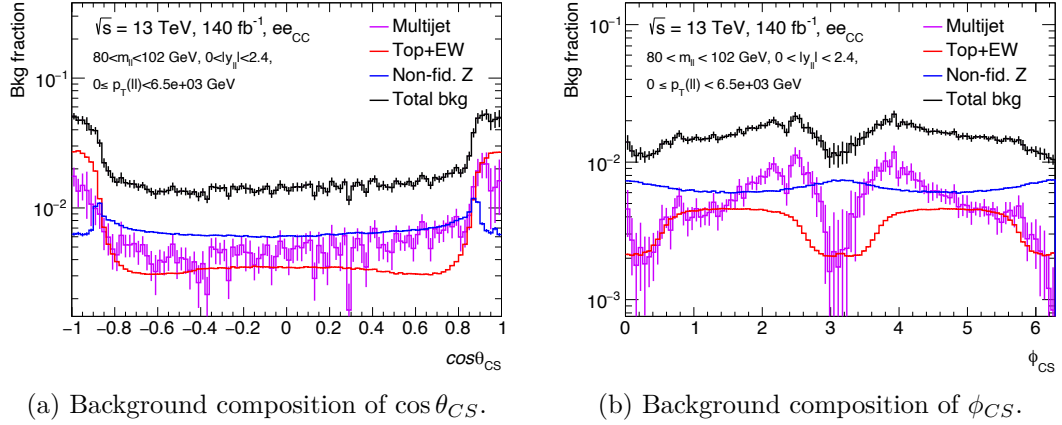 Bkg fraction
√s = 13 TeV, 140 fb⁻¹, ee_CC
80<m_ll<102 GeV, 0<|y_ll|<2.4,
0≤ p_T(ll)<6.5e+03 GeV
Multijet
Top+EW
Non-fid. Z
Total bkg
10⁻¹
10⁻²
−1 −0.8 −0.6 −0.4 −0.2 0 0.2 0.4 0.6 0.8 1
cosθ_CS
(a) Background composition of cos θ_CS.
Bkg fraction
√s = 13 TeV, 140 fb⁻¹, ee_CC
80 < m_ll < 102 GeV, 0 < |y_ll| < 2.4,
0 ≤ p_T(ll) < 6.5e+03 GeV
Multijet
Top+EW
Non-fid. Z
Total bkg
10⁻¹
10⁻²
10⁻³
0 1 2 3 4 5 6
ϕ_CS
(b) Background composition of ϕ_CS.